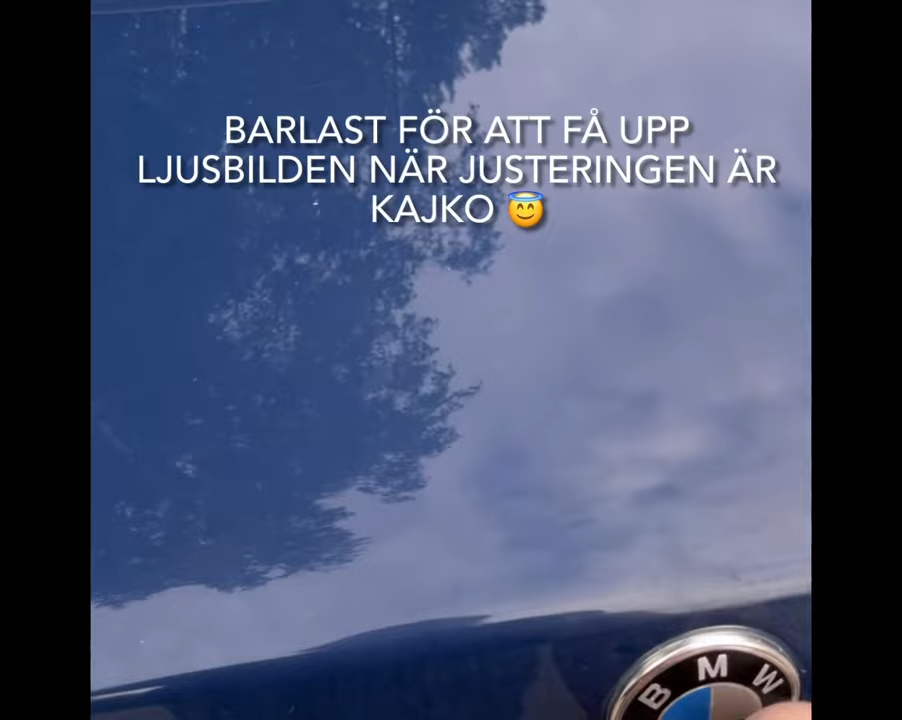 BARLAST FÖR ATT FÅ UPP
LJUSBILDEN NÄR JUSTERINGEN ÄR
KAJKO 😇
BMW